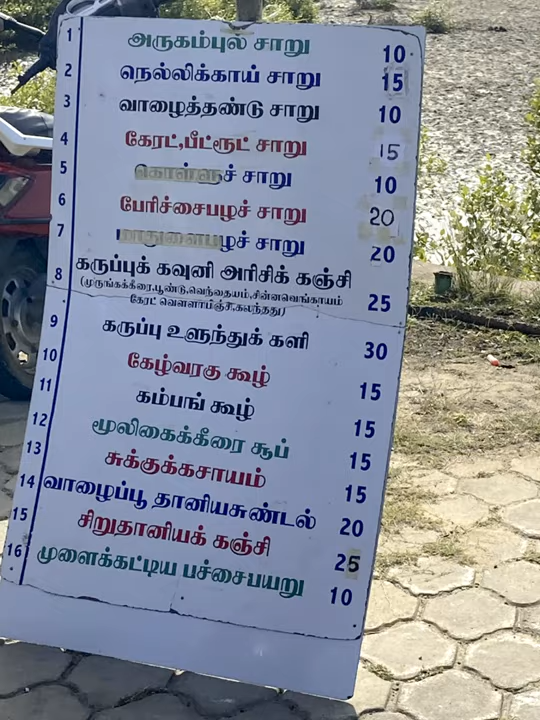 1 அருகம்புல் சாறு 10
2 நெல்லிக்காய் சாறு 15
3 வாழைத்தண்டு சாறு 10
4 கேரட்,பீட்ரூட் சாறு 15
5 கொள்ளுச் சாறு 10
6 பேரிச்சைபழச் சாறு 20
7 மாதுளைபழச் சாறு 20
8 கருப்புக் கவுனி அரிசிக் கஞ்சி 25
(முருங்கக்கீரை,பூண்டு,வெந்தையம்,சின்னவெங்காயம்
கேரட் வெள்ளாம்பிஞ்சு,கலந்தது)
9 கருப்பு உளுந்துக் களி 30
10 கேழ்வரகு கூழ் 15
11 கம்பங் கூழ் 15
12 மூலிகைக்கீரை சூப் 15
13 சுக்குக்கசாயம் 15
14 வாழைப்பூ தானியசுண்டல் 20
15 சிறுதானியக் கஞ்சி 25
16 முளைக்கட்டிய பச்சைபயறு 10